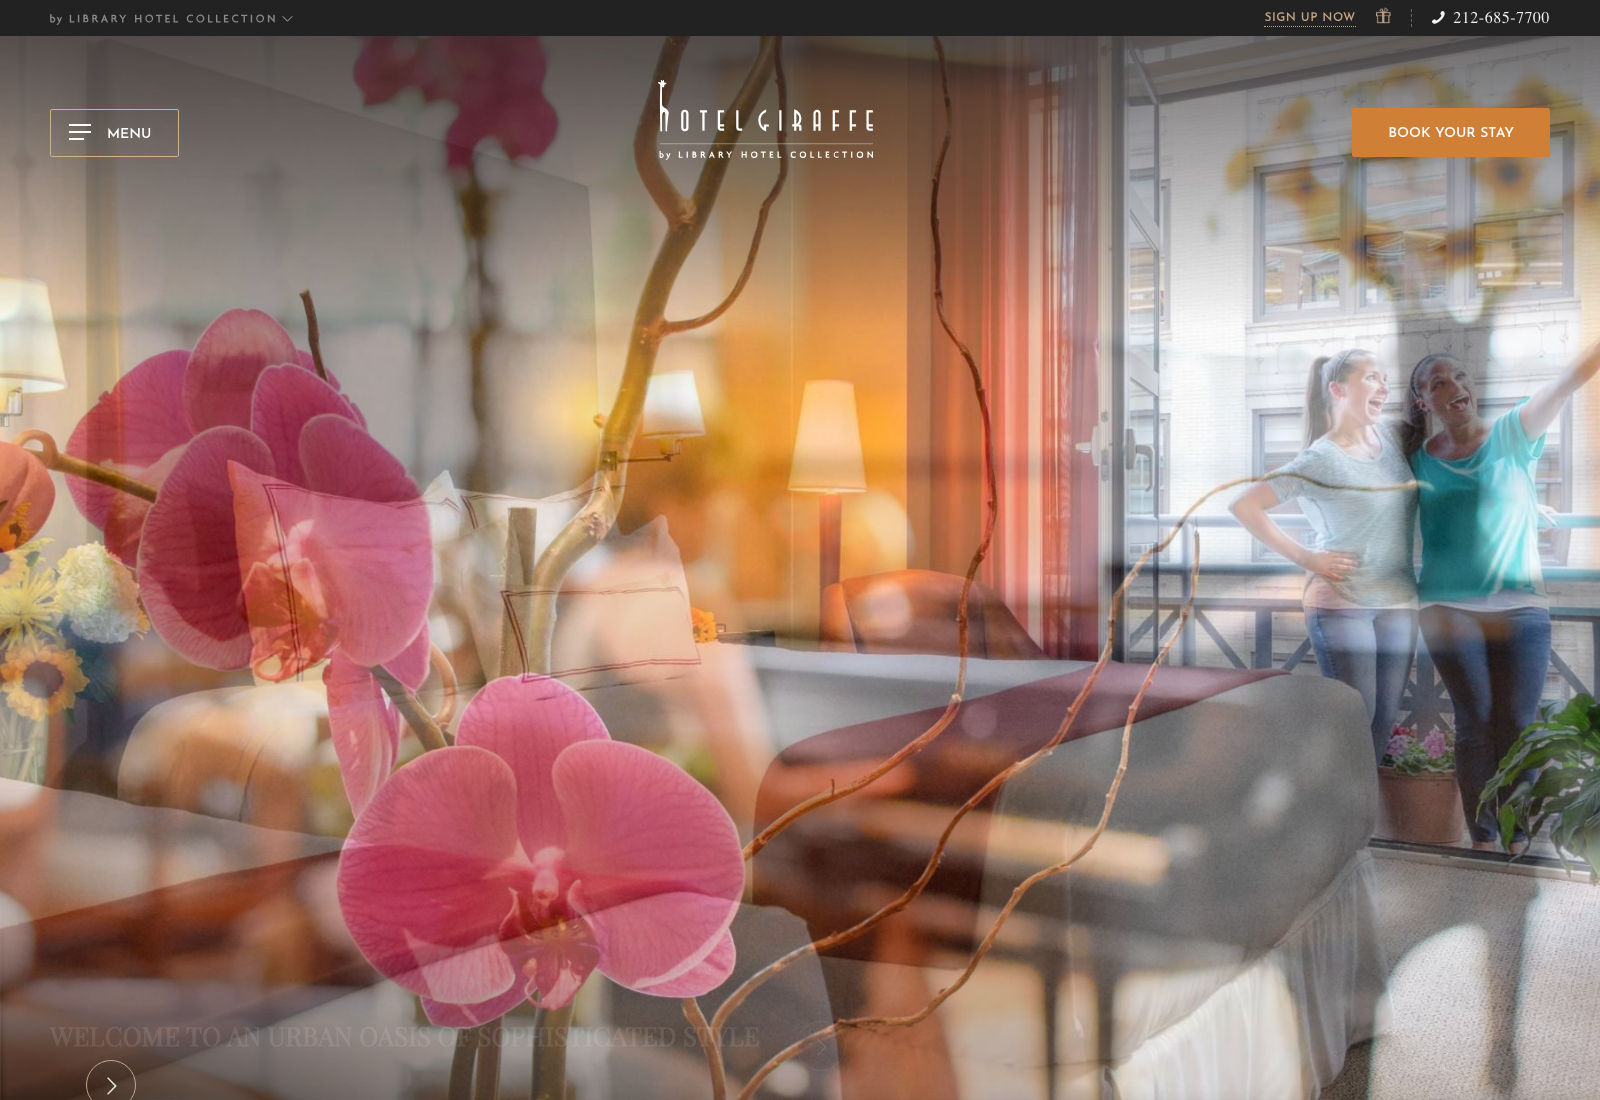 by LIBRARY HOTEL COLLECTION
SIGN UP NOW
212-685-7700
MENU
hOTEL GIRAFFE
by LIBRARY HOTEL COLLECTION
BOOK YOUR STAY
WELCOME TO AN URBAN OASIS OF SOPHISTICATED STYLE